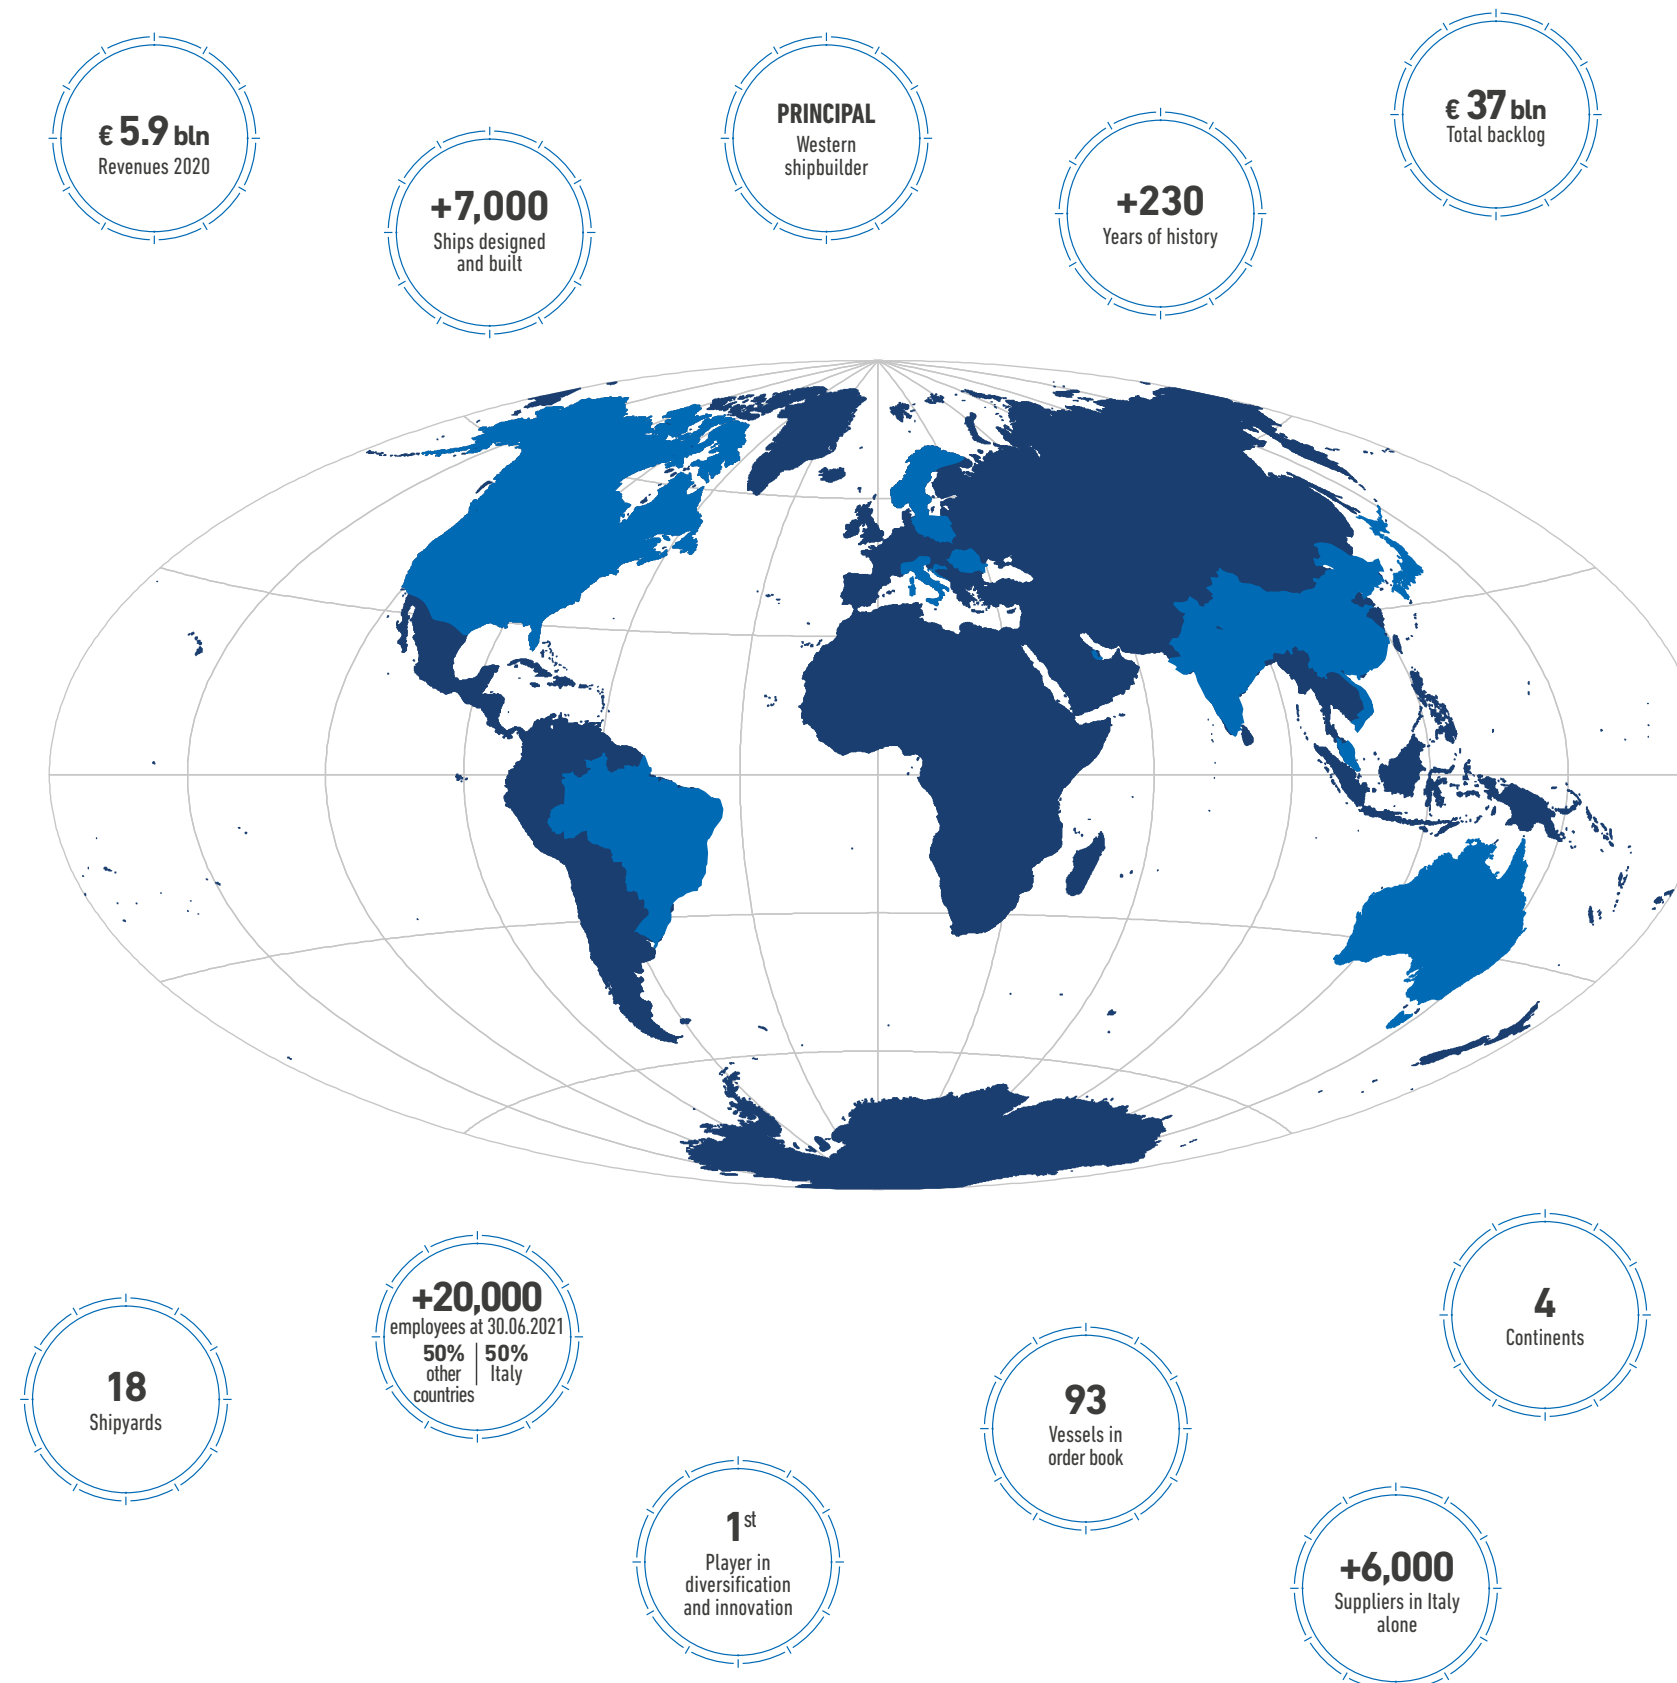 € 5.9 bln
Revenues 2020
+7,000
Ships designed
and built
PRINCIPAL
Western
shipbuilder
+230
Years of history
€ 37 bln
Total backlog
18
Shipyards
+20,000
employees at 30.06.2021
50%
other
countries
50%
Italy
1st
Player in
diversification
and innovation
93
Vessels in
order book
4
Continents
+6,000
Suppliers in Italy
alone